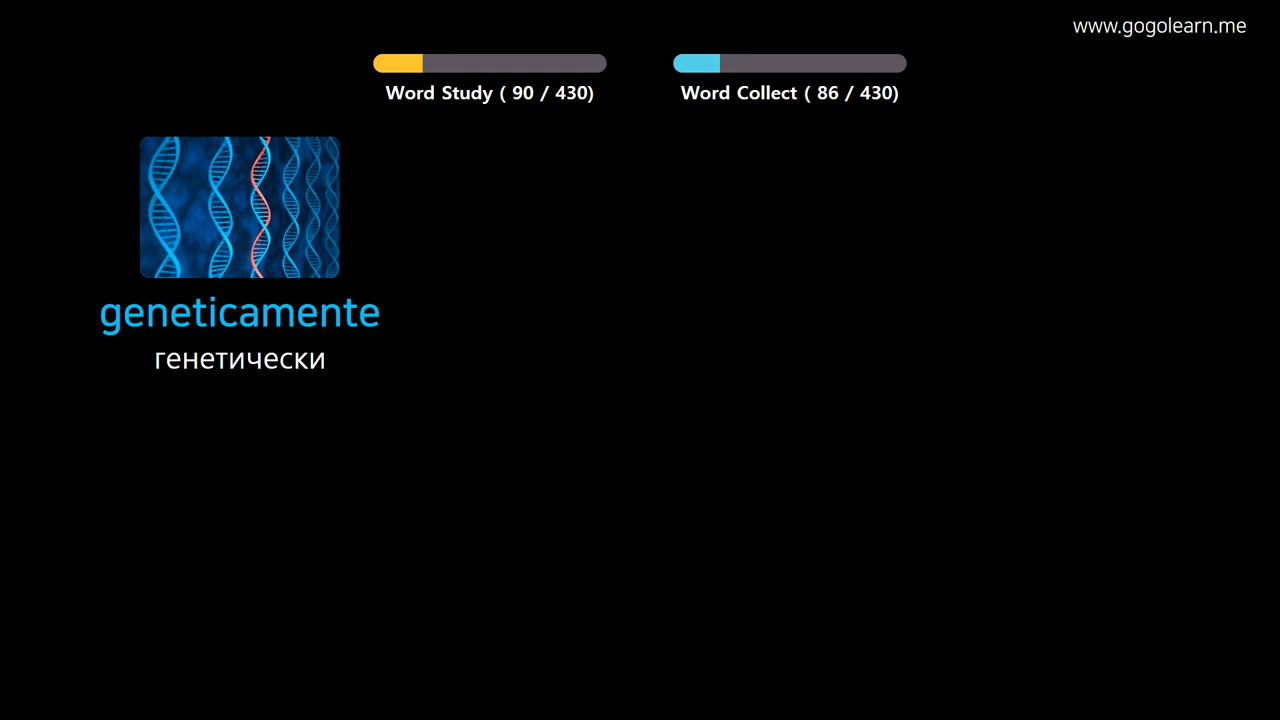 www.gogolearn.me
Word Study ( 90 / 430)
Word Collect ( 86 / 430)
geneticamente
генетически